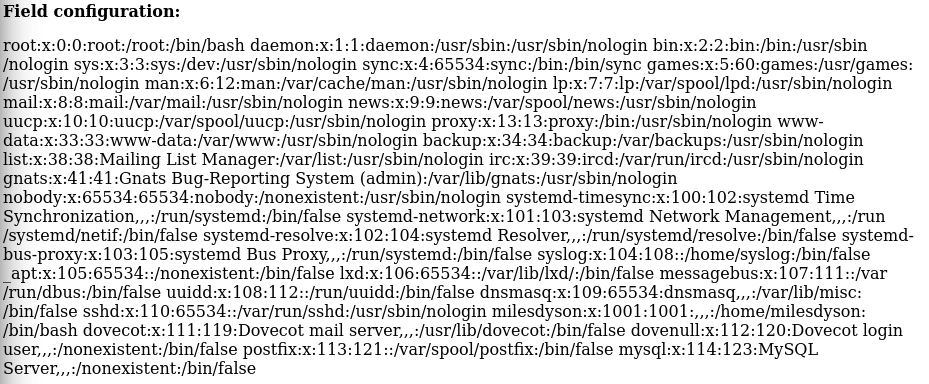 Field configuration:
root:x:0:0:root:/root:/bin/bash daemon:x:1:1:daemon:/usr/sbin:/usr/sbin/nologin bin:x:2:2:bin:/bin:/usr/sbin
/nologin sys:x:3:3:sys:/dev:/usr/sbin/nologin sync:x:4:65534:sync:/bin:/bin/sync games:x:5:60:games:/usr/games:
/usr/sbin/nologin man:x:6:12:man:/var/cache/man:/usr/sbin/nologin lp:x:7:7:lp:/var/spool/lpd:/usr/sbin/nologin
mail:x:8:8:mail:/var/mail:/usr/sbin/nologin news:x:9:9:news:/var/spool/news:/usr/sbin/nologin
uucp:x:10:10:uucp:/var/spool/uucp:/usr/sbin/nologin proxy:x:13:13:proxy:/bin:/usr/sbin/nologin www-
data:x:33:33:www-data:/var/www:/usr/sbin/nologin backup:x:34:34:backup:/var/backups:/usr/sbin/nologin
list:x:38:38:Mailing List Manager:/var/list:/usr/sbin/nologin irc:x:39:39:ircd:/var/run/ircd:/usr/sbin/nologin
gnats:x:41:41:Gnats Bug-Reporting System (admin):/var/lib/gnats:/usr/sbin/nologin
nobody:x:65534:65534:nobody:/nonexistent:/usr/sbin/nologin systemd-timesync:x:100:102:systemd Time
Synchronization,,,:/run/systemd:/bin/false systemd-network:x:101:103:systemd Network Management,,,:/run
/systemd/netif:/bin/false systemd-resolve:x:102:104:systemd Resolver,,,:/run/systemd/resolve:/bin/false systemd-
bus-proxy:x:103:105:systemd Bus Proxy,,,:/run/systemd:/bin/false syslog:x:104:108::/home/syslog:/bin/false
_apt:x:105:65534::/nonexistent:/bin/false lxd:x:106:65534::/var/lib/lxd/:/bin/false messagebus:x:107:111::/var
/run/dbus:/bin/false uuidd:x:108:112::/run/uuidd:/bin/false dnsmasq:x:109:65534:dnsmasq,,,:/var/lib/misc:
/bin/false sshd:x:110:65534::/var/run/sshd:/usr/sbin/nologin milesdyson:x:1001:1001:,,,:/home/milesdyson:
/bin/bash dovecot:x:111:119:Dovecot mail server,,,:/usr/lib/dovecot:/bin/false dovenull:x:112:120:Dovecot login
user,,,:/nonexistent:/bin/false postfix:x:113:121::/var/spool/postfix:/bin/false mysql:x:114:123:MySQL
Server,,,:/nonexistent:/bin/false